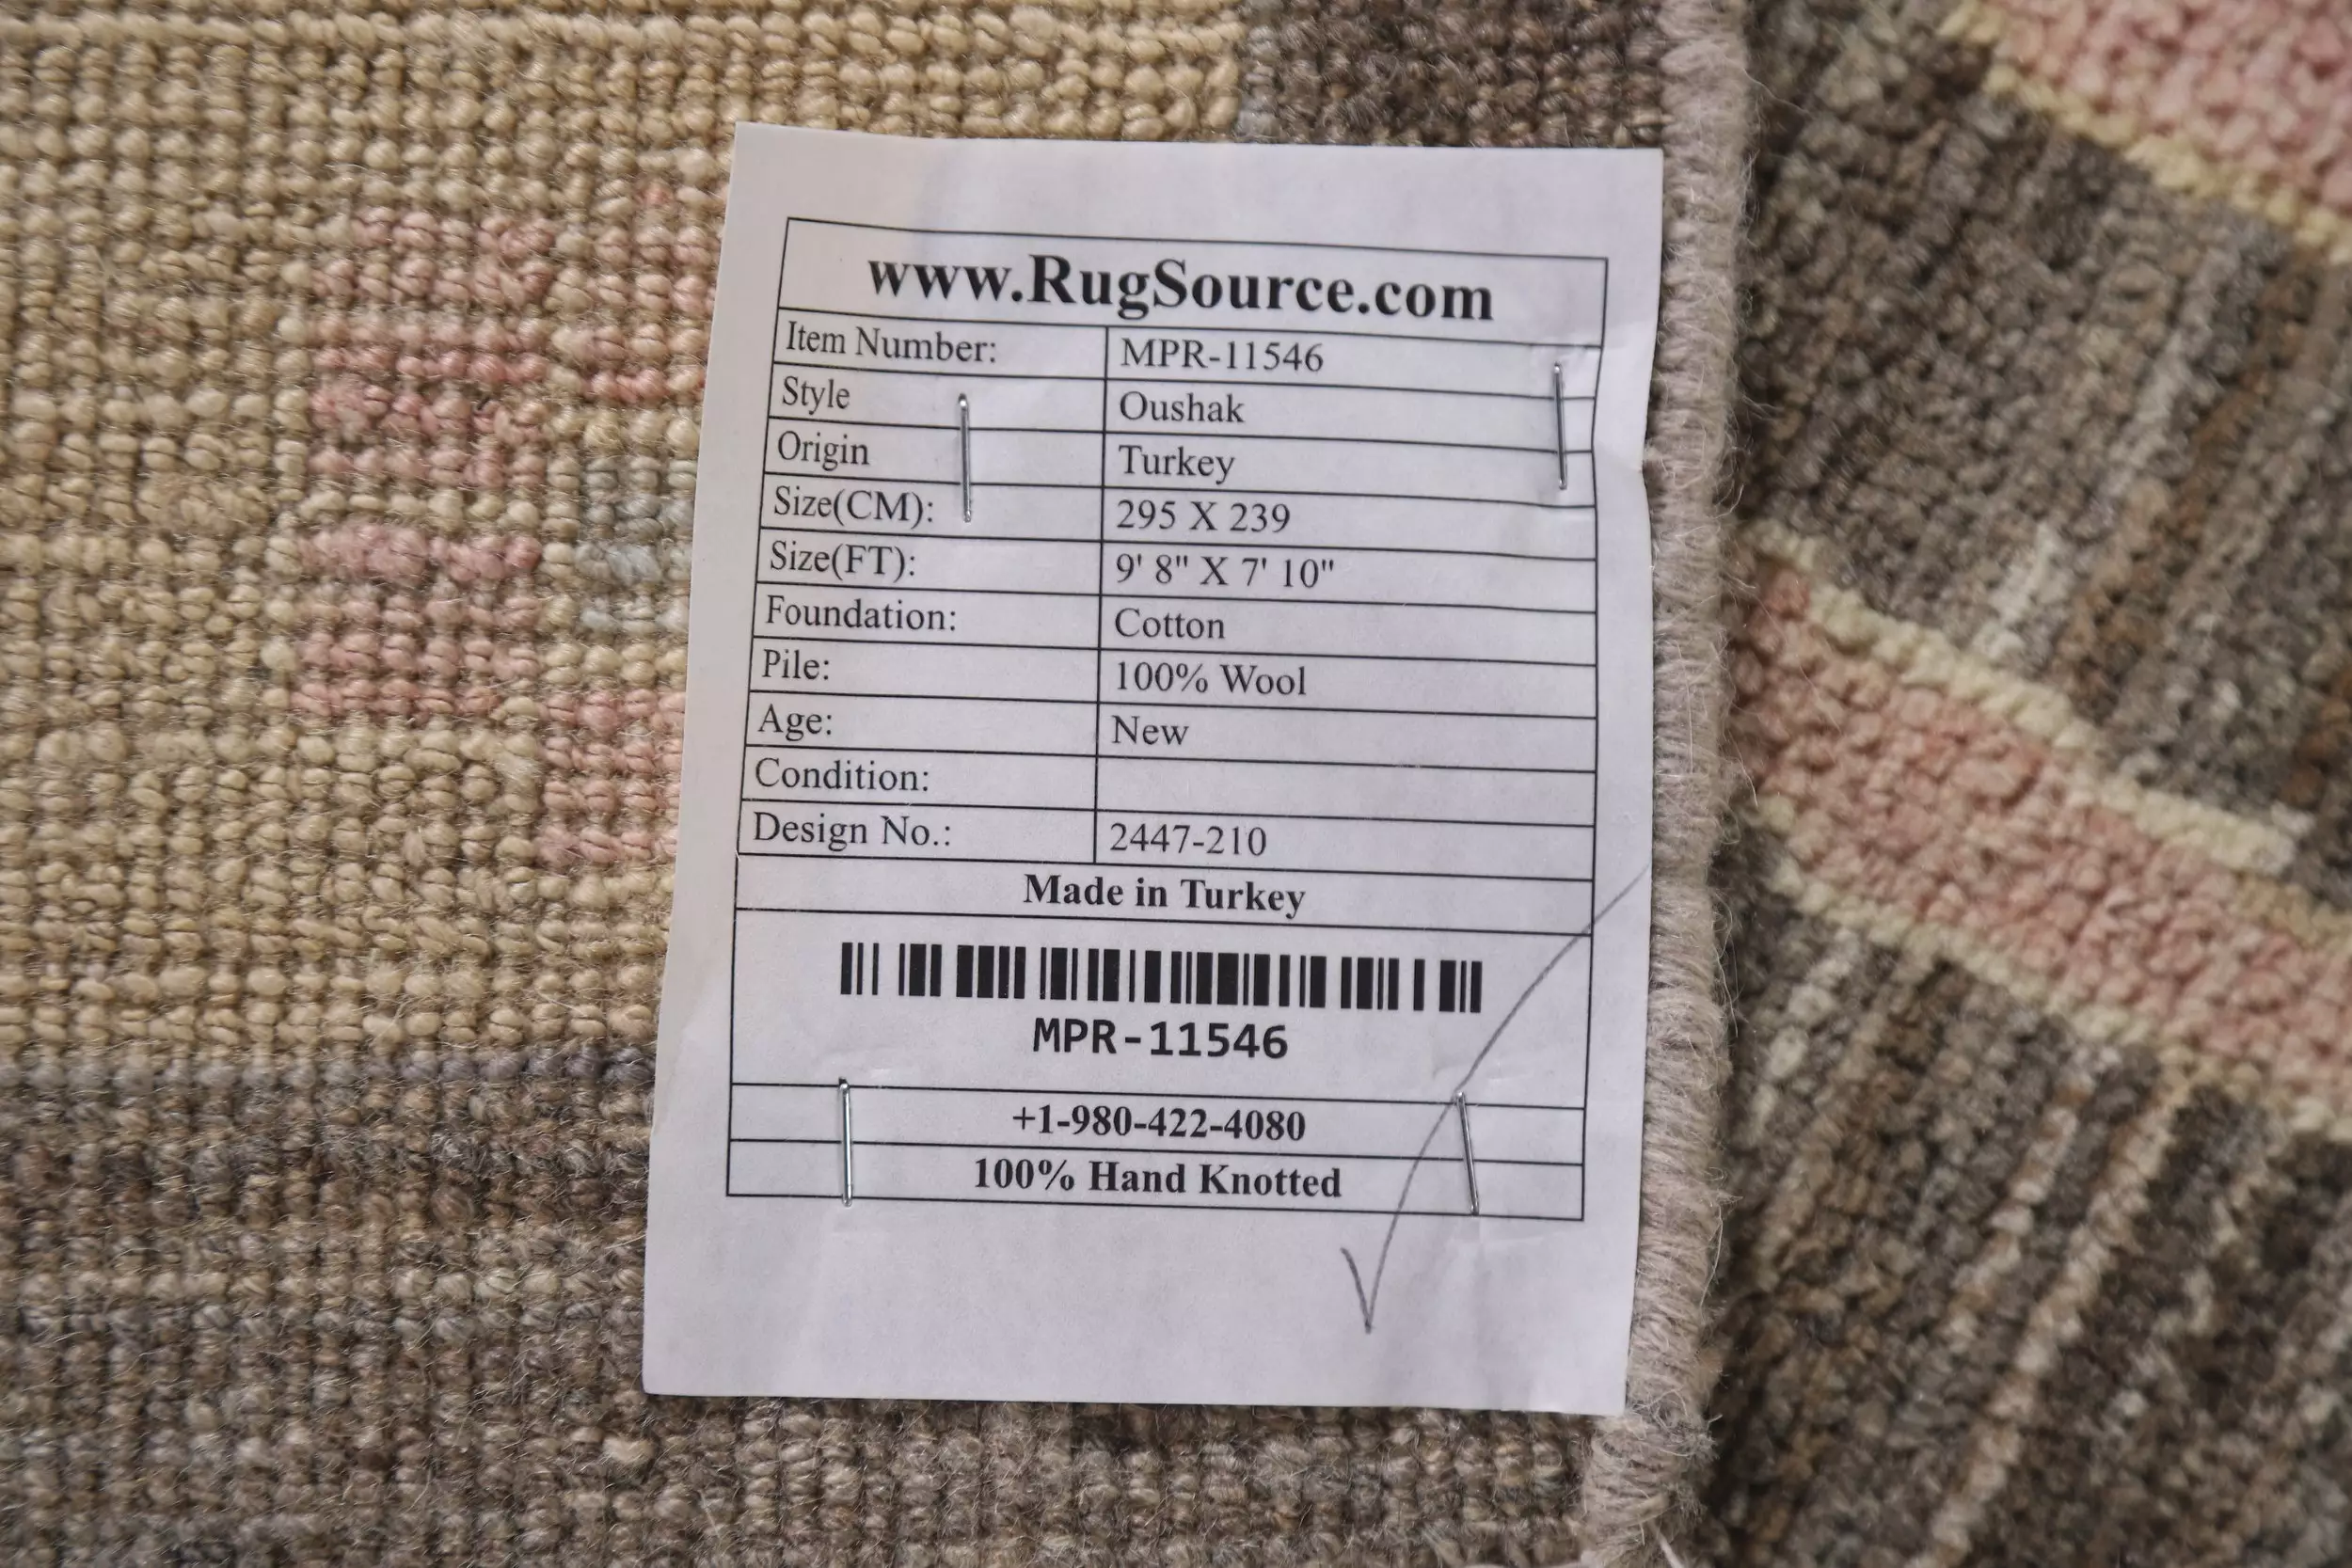 www.RugSource.com
Item Number: MPR-11546
Style Oushak
Origin Turkey
Size(CM): 295 X 239
Size(FT): 9' 8" X 7' 10"
Foundation: Cotton
Pile: 100% Wool
Age: New
Condition:
Design No.: 2447-210
Made in Turkey
MPR-11546
+1-980-422-4080
100% Hand Knotted